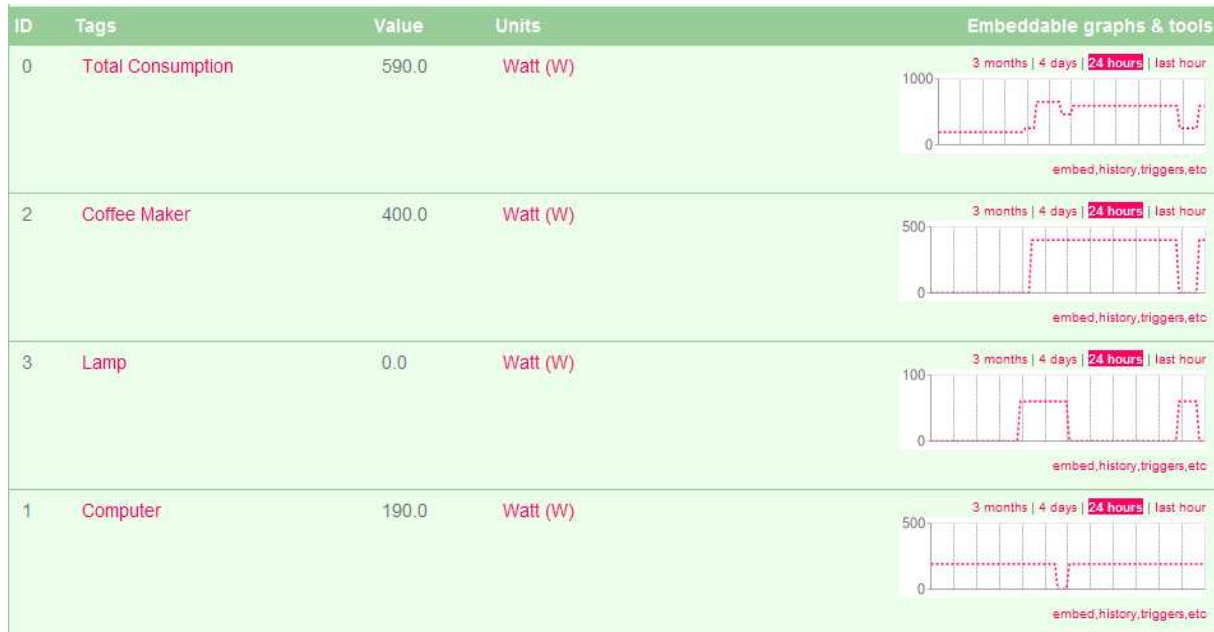 ID Tags Value Units Embeddable graphs & tools
0 Total Consumption 590.0 Watt (W) 3 months | 4 days | 24 hours | last hour
1000
0
embed,history,triggers,etc
2 Coffee Maker 400.0 Watt (W) 3 months | 4 days | 24 hours | last hour
500
0
embed,history,triggers,etc
3 Lamp 0.0 Watt (W) 3 months | 4 days | 24 hours | last hour
100
0
embed,history,triggers,etc
1 Computer 190.0 Watt (W) 3 months | 4 days | 24 hours | last hour
500
0
embed,history,triggers,etc